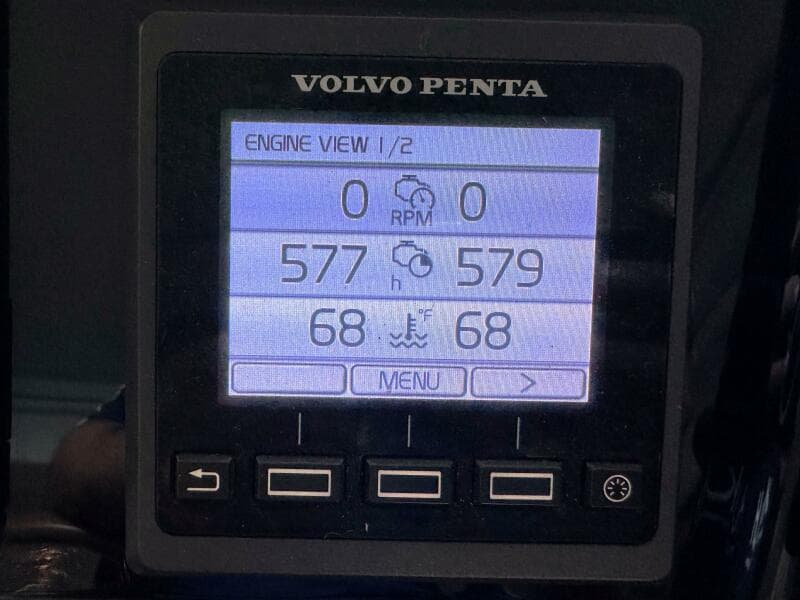 VOLVO PENTA
ENGINE VIEW 1/2
0 RPM 0
577 h 579
68 °F 68
MENU >